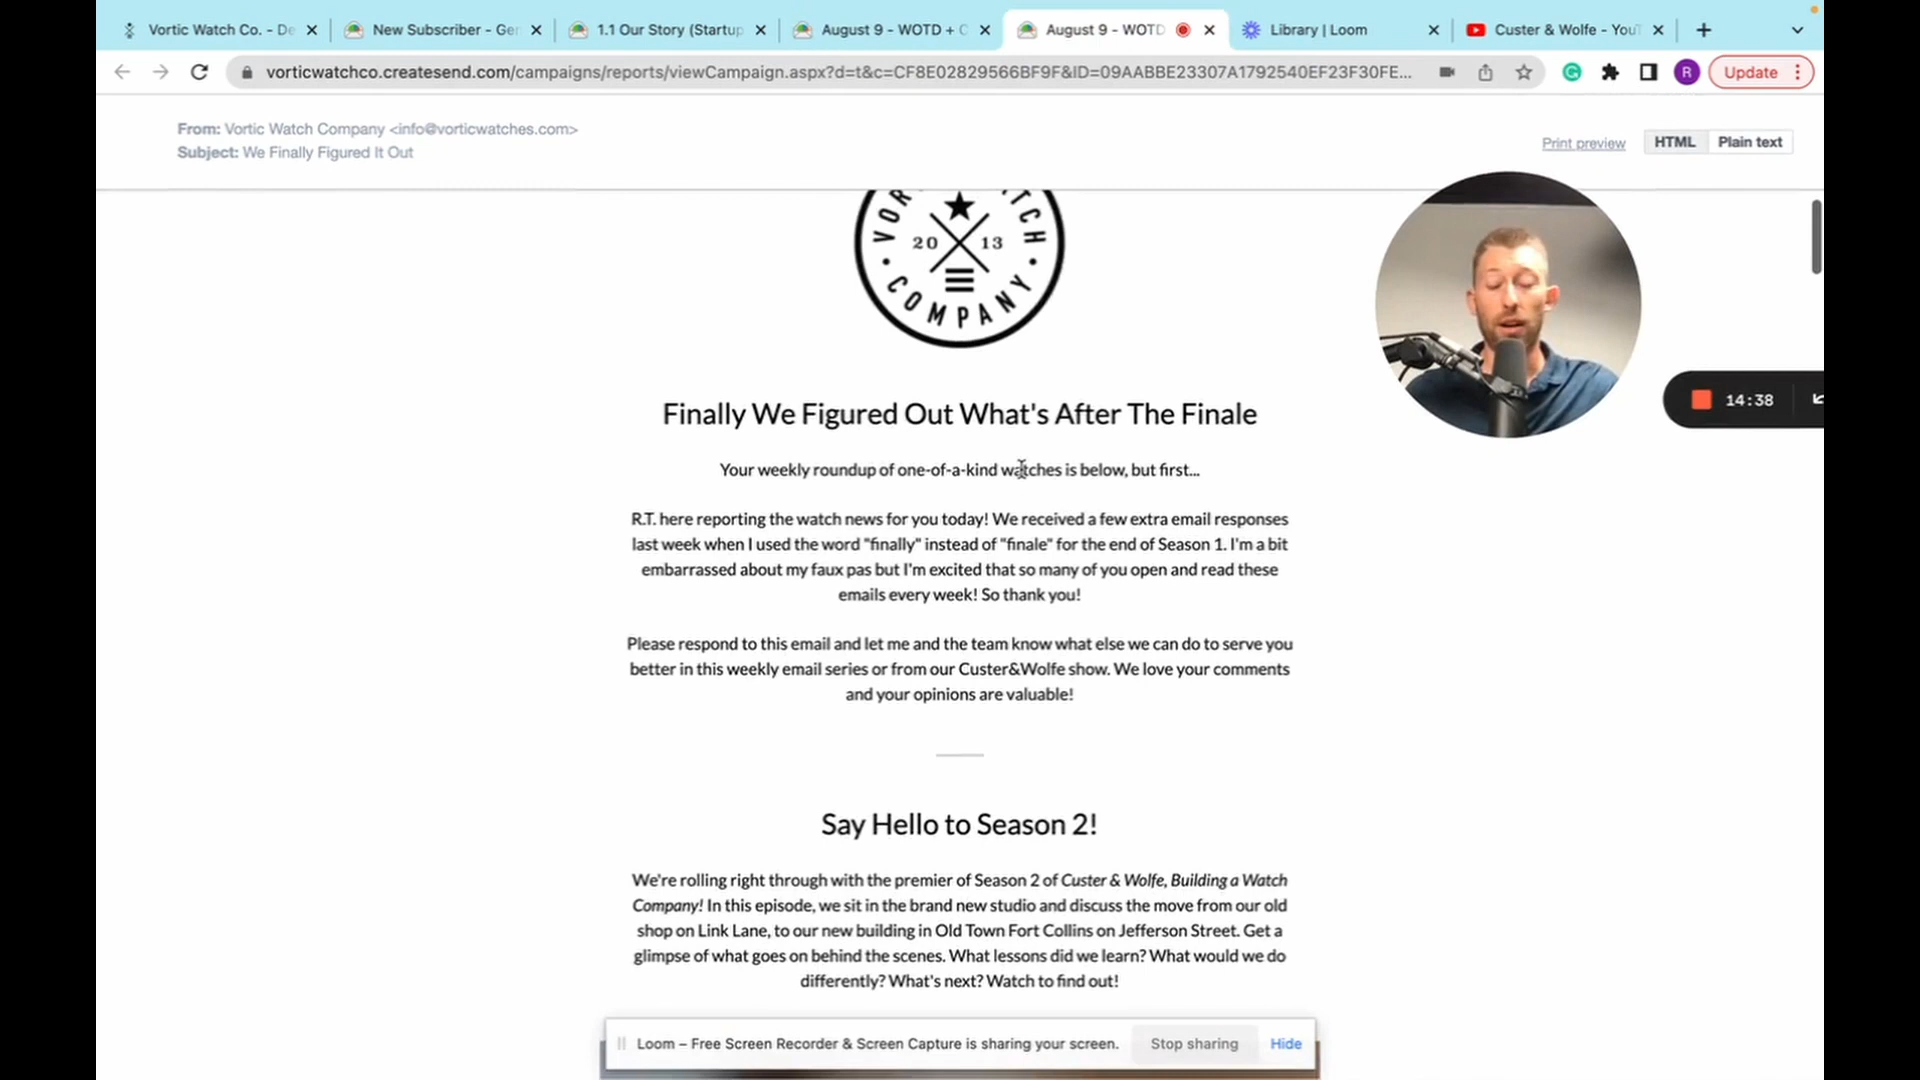 Vortic Watch Co. - De
New Subscriber - Ger
1.1 Our Story (Startup
August 9 - WOTD + C
August 9 - WOTD
Library | Loom
Custer & Wolfe - YouT
vorticwatchco.createsend.com/campaigns/reports/viewCampaign.aspx?d=t&c=CF8E02829566BF9F&ID=09AABBE23307A1792540EF23F30FE...
R
Update
From: Vortic Watch Company <info@vorticwatches.com>
Subject: We Finally Figured It Out
Print preview
HTML
Plain text
20 13
COMPANY
14:38
Finally We Figured Out What's After The Finale
Your weekly roundup of one-of-a-kind watches is below, but first...
R.T. here reporting the watch news for you today! We received a few extra email responses
last week when I used the word "finally" instead of "finale" for the end of Season 1. I'm a bit
embarrassed about my faux pas but I'm excited that so many of you open and read these
emails every week! So thank you!
Please respond to this email and let me and the team know what else we can do to serve you
better in this weekly email series or from our Custer&Wolfe show. We love your comments
and your opinions are valuable!
Say Hello to Season 2!
We're rolling right through with the premier of Season 2 of Custer & Wolfe, Building a Watch
Company! In this episode, we sit in the brand new studio and discuss the move from our old
shop on Link Lane, to our new building in Old Town Fort Collins on Jefferson Street. Get a
glimpse of what goes on behind the scenes. What lessons did we learn? What would we do
differently? What's next? Watch to find out!
Loom – Free Screen Recorder & Screen Capture is sharing your screen.
Stop sharing
Hide